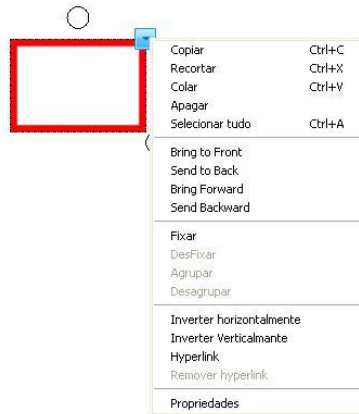 Copiar Ctrl+C
Recortar Ctrl+X
Colar Ctrl+V
Apagar
Selecionar tudo Ctrl+A
Bring to Front
Send to Back
Bring Forward
Send Backward
Fixar
DesFixar
Agrupar
Desagrupar
Inverter horizontalmente
Inverter Verticalmante
Hyperlink
Remover hyperlink
Propriedades